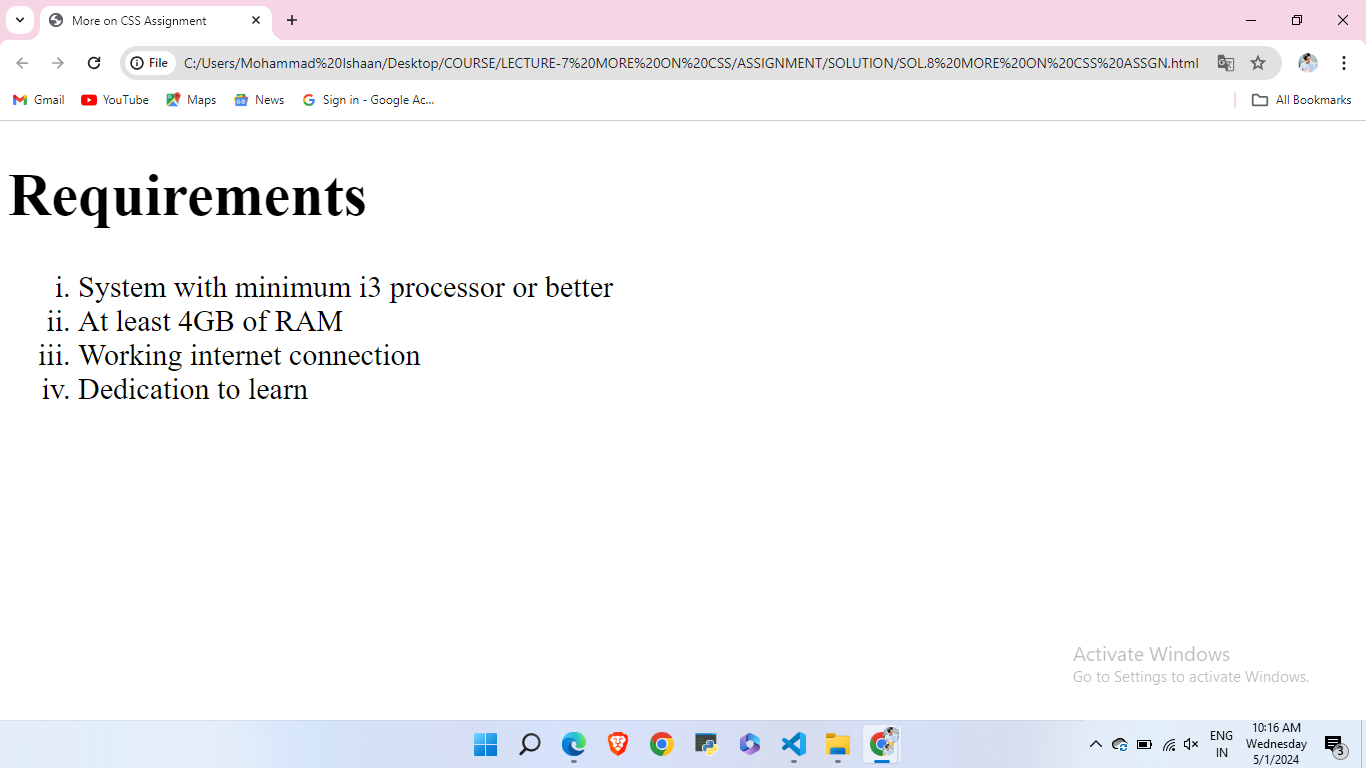 More on CSS Assignment
File
C:/Users/Mohammad%20Ishaan/Desktop/COURSE/LECTURE-7%20MORE%20ON%20CSS/ASSIGNMENT/SOLUTION/SOL.8%20MORE%20ON%20CSS%20ASSGN.html
Gmail
YouTube
Maps
News
Sign in - Google Ac...
All Bookmarks
Requirements
i. System with minimum i3 processor or better
ii. At least 4GB of RAM
iii. Working internet connection
iv. Dedication to learn
Activate Windows
Go to Settings to activate Windows.
ENG
IN
10:16 AM
Wednesday
5/1/2024
3